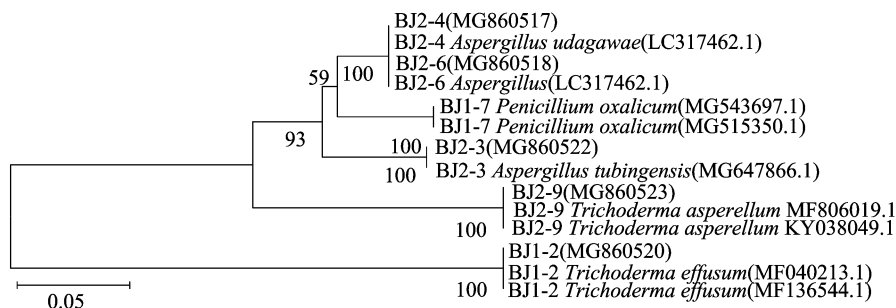 BJ2-4(MG860517)
BJ2-4 Aspergillus udagawae(LC317462.1)
BJ2-6(MG860518)
59
100
BJ2-6 Aspergillus(LC317462.1)
BJ1-7 Penicillium oxalicum(MG543697.1)
BJ1-7 Penicillium oxalicum(MG515350.1)
93
100
BJ2-3(MG860522)
100
BJ2-3 Aspergillus tubingensis(MG647866.1)
BJ2-9(MG860523)
BJ2-9 Trichoderma asperellum MF806019.1
100
BJ2-9 Trichoderma asperellum KY038049.1
BJ1-2(MG860520)
BJ1-2 Trichoderma effusum(MF040213.1)
100
BJ1-2 Trichoderma effusum(MF136544.1)
0.05